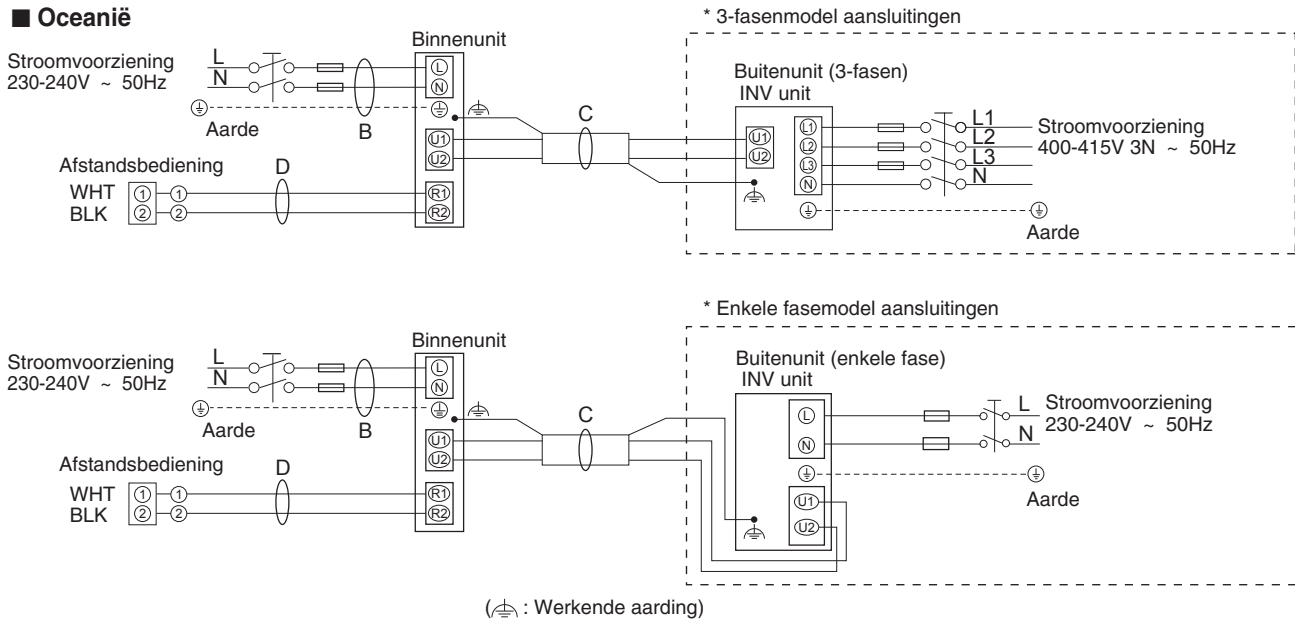 ■ Oceanië
* 3-fasenmodel aansluitingen
Stroomvoorziening
230-240V ~ 50Hz
L
N
Aarde
B
Binnenunit
L
N
U1
U2
R1
R2
C
Afstandsbediening
WHT 1 1
BLK 2 2
D
Buitenunit (3-fasen)
INV unit
U1
U2
L1
L2
L3
N
L1
L2
L3
N
Stroomvoorziening
400-415V 3N ~ 50Hz
Aarde
* Enkele fasemodel aansluitingen
Stroomvoorziening
230-240V ~ 50Hz
L
N
Aarde
B
Binnenunit
L
N
U1
U2
R1
R2
C
Afstandsbediening
WHT 1 1
BLK 2 2
D
Buitenunit (enkele fase)
INV unit
L
N
U1
U2
L
N
Stroomvoorziening
230-240V ~ 50Hz
Aarde
( : Werkende aarding)